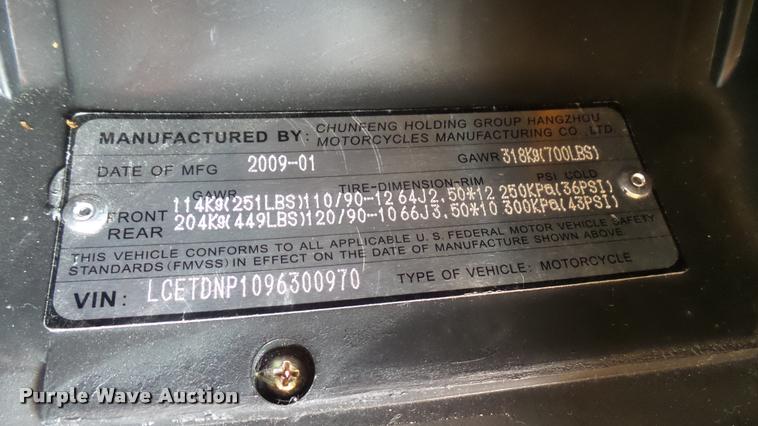 MANUFACTURED BY: CHUNFENG HOLDING GROUP HANGZHOU
MOTORCYCLES MANUFACTURING CO., LTD.
DATE OF MFG 2009-01 GAWR 318Kg(700LBS)
GAWR TIRE-DIMENSION-RIM PSI COLD
FRONT 114Kg(251LBS)110/90-12 64J2.50*12 250KPa(36PSI)
REAR 204Kg(449LBS)120/90-10 66J3.50*10 300KPa(43PSI)
THIS VEHICLE CONFORMS TO ALL APPLICABLE U.S. FEDERAL MOTOR VEHICLE SAFETY
STANDARDS (FMVSS) IN EFFECT ON THE DATE OF MANUFACTURE SHOWN ABOVE.
VIN: LCETDNP1096300970 TYPE OF VEHICLE: MOTORCYCLE
Purple Wave Auction